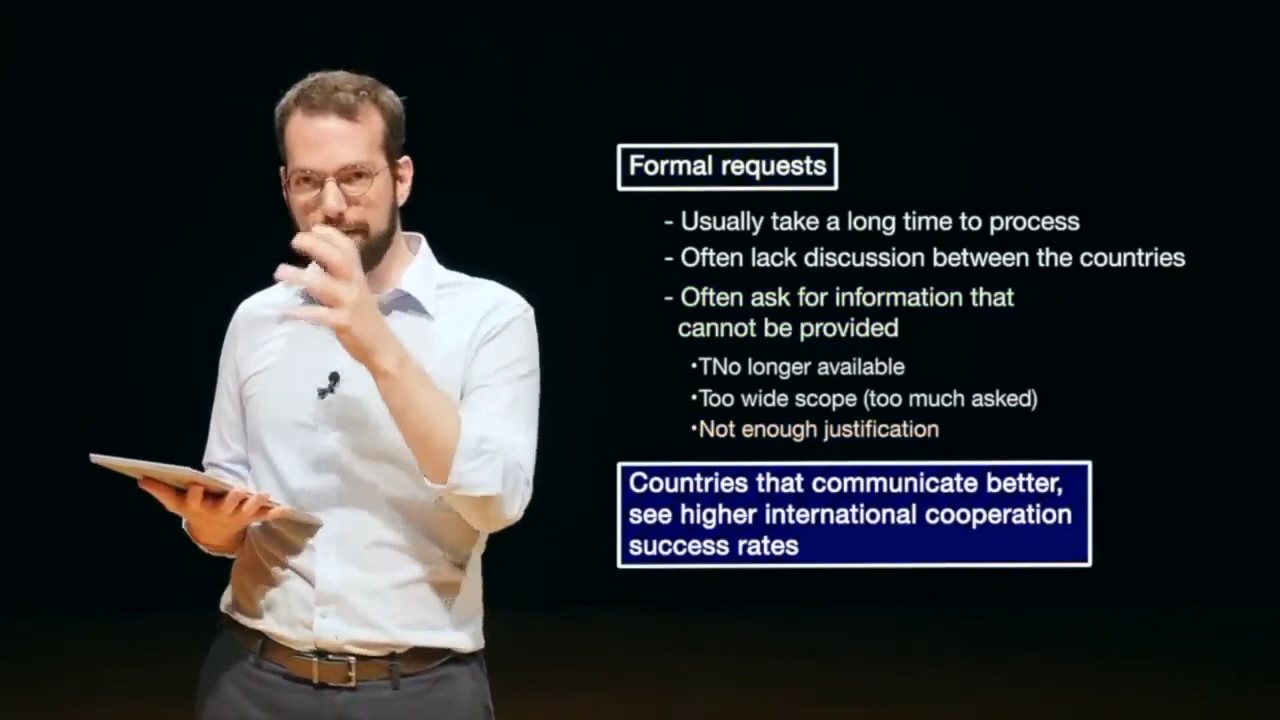 Formal requests
- Usually take a long time to process
- Often lack discussion between the countries
- Often ask for information that
cannot be provided
•TNo longer available
•Too wide scope (too much asked)
•Not enough justification
Countries that communicate better,
see higher international cooperation
success rates